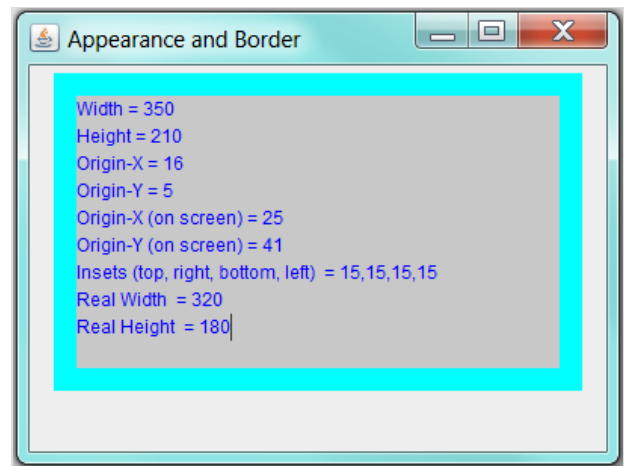 Appearance and Border
Width = 350
Height = 210
Origin-X = 16
Origin-Y = 5
Origin-X (on screen) = 25
Origin-Y (on screen) = 41
Insets (top, right, bottom, left)  = 15,15,15,15
Real Width  = 320
Real Height  = 180